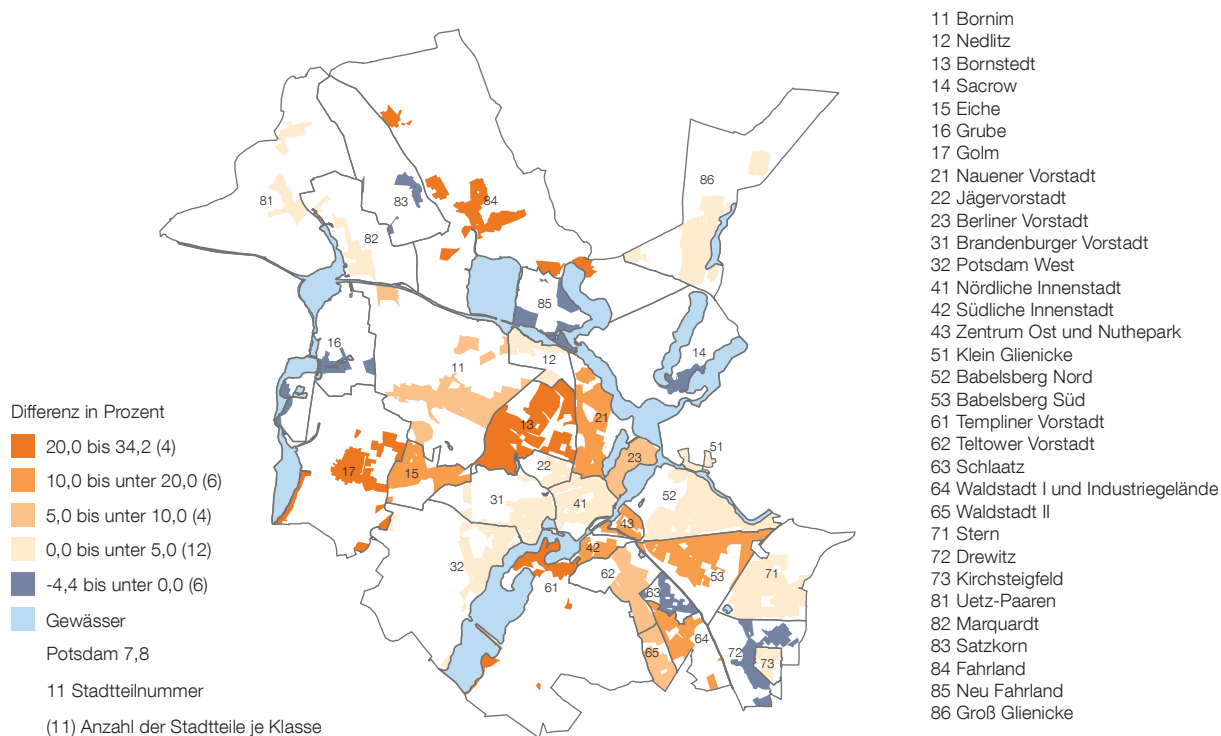 11 Bornim
12 Nedlitz
13 Bornstedt
14 Sacrow
15 Eiche
16 Grube
17 Golm
21 Nauener Vorstadt
22 Jägervorstadt
23 Berliner Vorstadt
31 Brandenburger Vorstadt
32 Potsdam West
41 Nördliche Innenstadt
42 Südliche Innenstadt
43 Zentrum Ost und Nuthepark
51 Klein Glienicke
52 Babelsberg Nord
53 Babelsberg Süd
61 Templiner Vorstadt
62 Teltower Vorstadt
63 Schlaatz
64 Waldstadt I und Industriegelände
65 Waldstadt II
71 Stern
72 Drewitz
73 Kirchsteigfeld
81 Uetz-Paaren
82 Marquardt
83 Satzkorn
84 Fahrland
85 Neu Fahrland
86 Groß Glienicke
Differenz in Prozent
20,0 bis 34,2 (4)
10,0 bis unter 20,0 (6)
5,0 bis unter 10,0 (4)
0,0 bis unter 5,0 (12)
-4,4 bis unter 0,0 (6)
Gewässer
Potsdam 7,8
11 Stadtteilnummer
(11) Anzahl der Stadtteile je Klasse
86
81
83
84
82
85
16
14
12
11
21
13
51
23
22
17
15
31
52
41
43
42
32
61
62
53
71
63
64
65
72
73